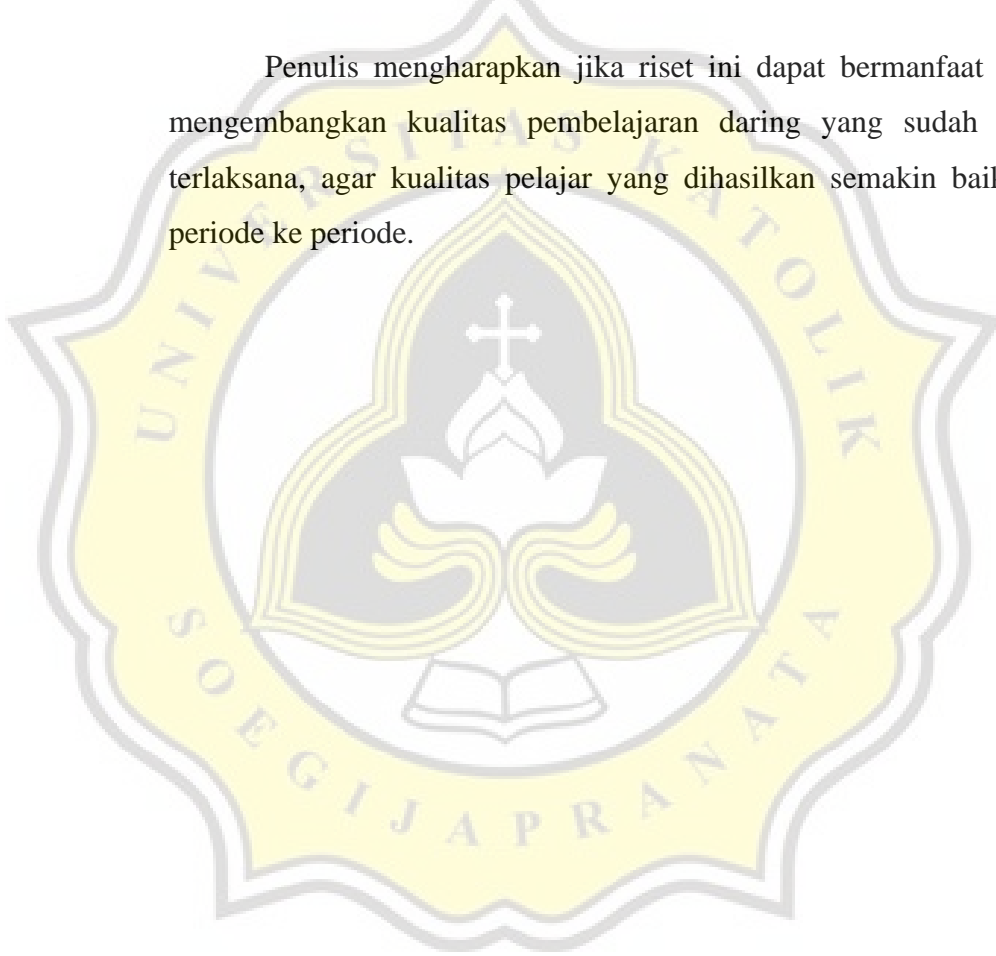 Penulis mengharapkan jika riset ini dapat bermanfaat
mengembangkan kualitas pembelajaran daring yang sudah
terlaksana, agar kualitas pelajar yang dihasilkan semakin baik
periode ke periode.
UNIVERSITAS KATOLIK
SOEGIJAPRANATA